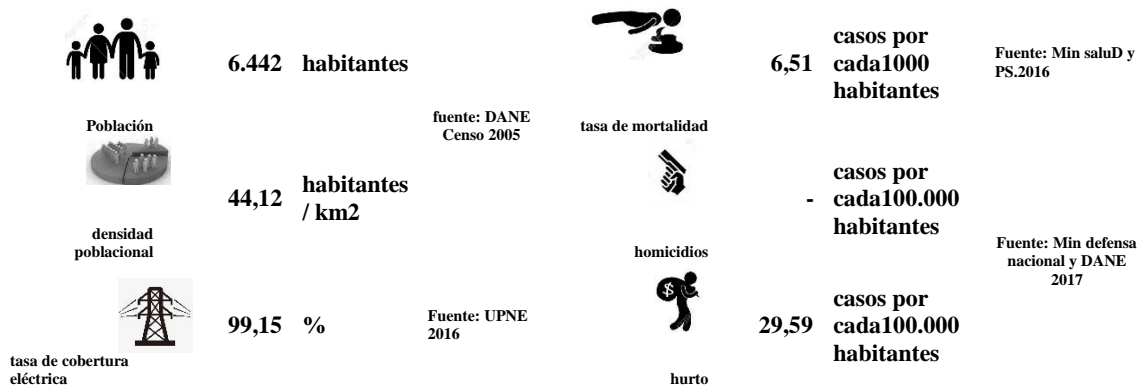 6.442 habitantes
Población
fuente: DANE
Censo 2005
44,12 habitantes
/ km2
densidad
poblacional
99,15 %
Fuente: UPNE
2016
tasa de cobertura
eléctrica
6,51 casos por
cada1000
habitantes
Fuente: Min saluD y
PS.2016
tasa de mortalidad
- casos por
cada100.000
habitantes
homicidios
Fuente: Min defensa
nacional y DANE
2017
$
29,59 casos por
cada100.000
habitantes
hurto